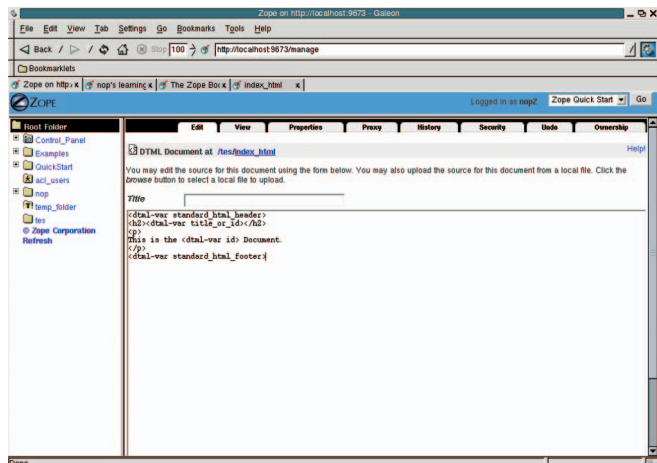 Zope on http://localhost:9673 - Galeon
File Edit View Tab Settings Go Bookmarks Tools Help
Back / / Stop 100 http://localhost:9673/manage
Bookmarklets
Zope on http: x nop's learning x The Zope Bo x index_html x
ZOPE Logged in as nop2 Zope Quick Start Go
Root Folder
Control_Panel
Examples
QuickStart
acl_users
nop
temp_folder
tes
© Zope Corporation
Refresh
Edit View Properties Proxy History Security Undo Ownership
DTML Document at /tes/index_html Help!
You may edit the source for this document using the form below. You may also upload the source for this document from a local file. Click the
browse button to select a local file to upload.
Title
<dtml-var standard_html_header>
<h2><dtml-var title_or_id></h2>
<p>
This is the <dtml-var id> Document.
</p>
<dtml-var standard_html_footer>
Done.